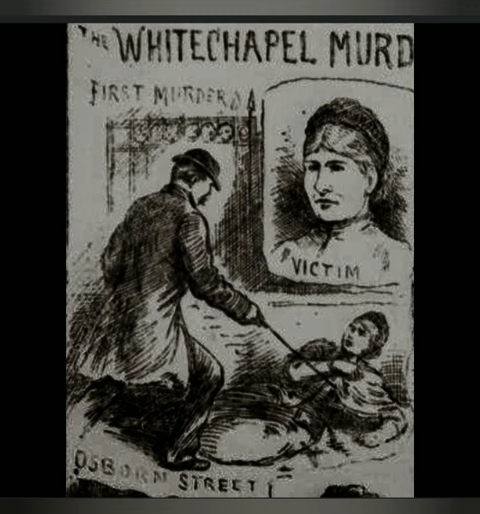 THE WHITECHAPEL MURD
FIRST MURDER
VICTIM
OSBORN STREET